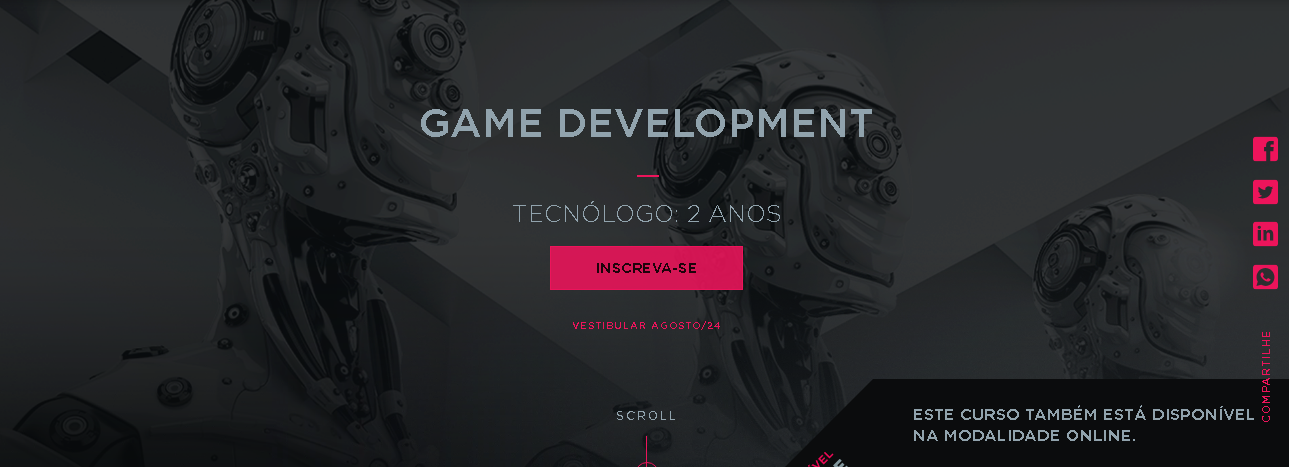 GAME DEVELOPMENT
TECNÓLOGO: 2 ANOS
INSCREVA-SE
VESTIBULAR AGOSTO/24
SCROLL
COMPARTILHE
ESTE CURSO TAMBÉM ESTÁ DISPONÍVEL
NA MODALIDADE ONLINE.